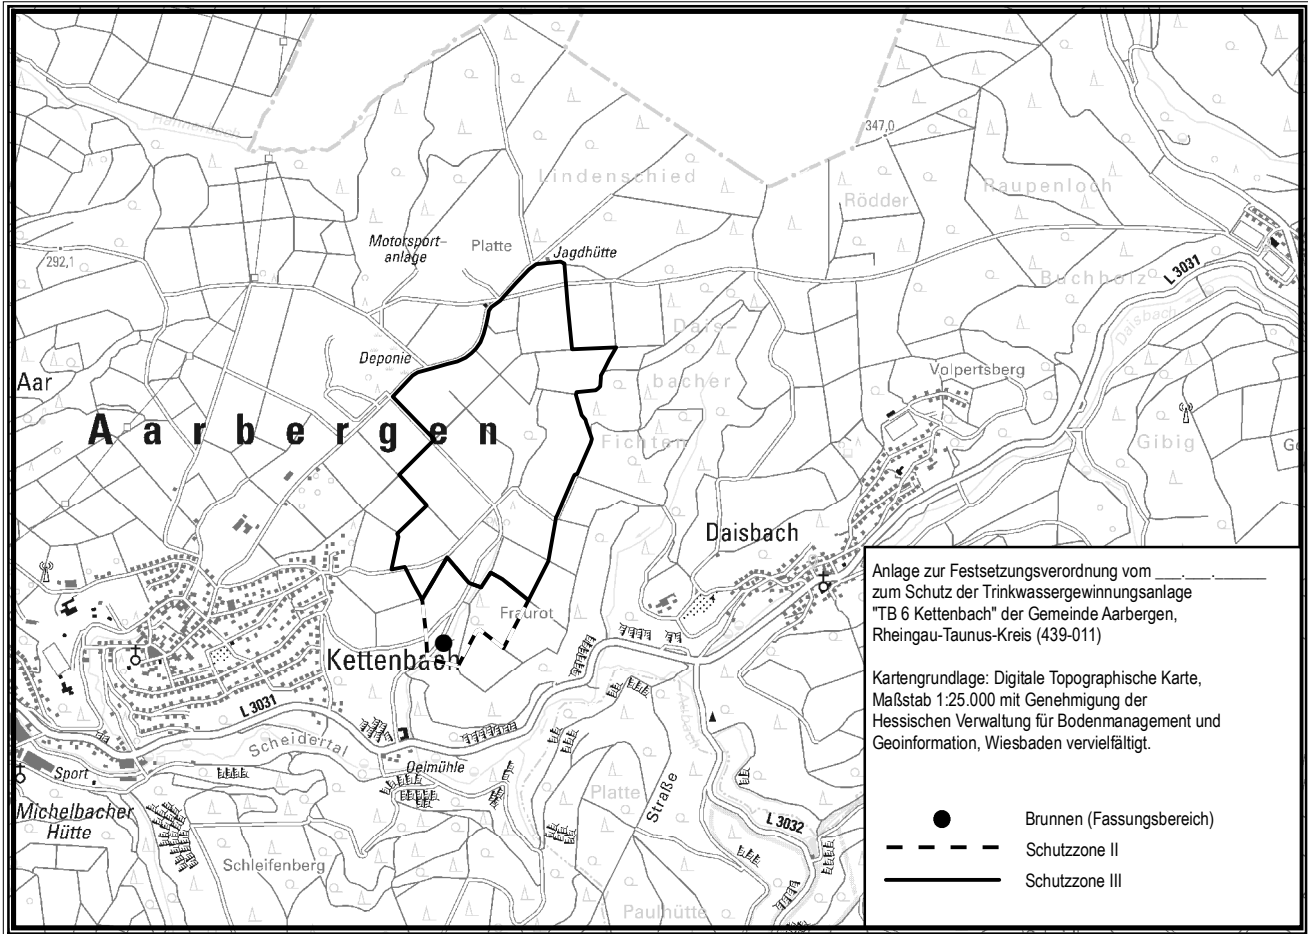 Hohnerbach
347,0
Lindenschied
Rödder
Raupenloch
Motorsport–
anlage
Platte
Jagdhütte
292,1
Buchholz
L 3031
Daisbach
Dais–
bacher
Fichten
Deponie
Aar
Aarbergen
Volpertsberg
Gibig
Daisbach
Fraurot
Kettenbach
L 3031
Scheidertal
Sport
Oelmühle
Michelbacher
Hütte
Platte
Straße
L 3032
Schleifenberg
Paulhütte
Anlage zur Festsetzungsverordnung vom ___.___.______
zum Schutz der Trinkwassergewinnungsanlage
"TB 6 Kettenbach" der Gemeinde Aarbergen,
Rheingau-Taunus-Kreis (439-011)
Kartengrundlage: Digitale Topographische Karte,
Maßstab 1:25.000 mit Genehmigung der
Hessischen Verwaltung für Bodenmanagement und
Geoinformation, Wiesbaden vervielfältigt.
Brunnen (Fassungsbereich)
Schutzzone II
Schutzzone III